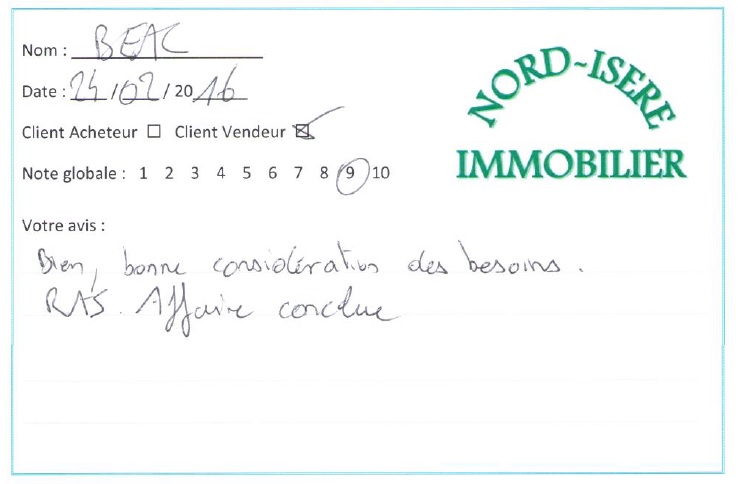 Nom : BEAC
Date : 24/02/2016
Client Acheteur ☐ Client Vendeur ☒
Note globale : 1 2 3 4 5 6 7 8 9 10
Votre avis :
Bien, bonne considération des besoins.
RAS. Affaire conclue
NORD-ISERE
IMMOBILIER